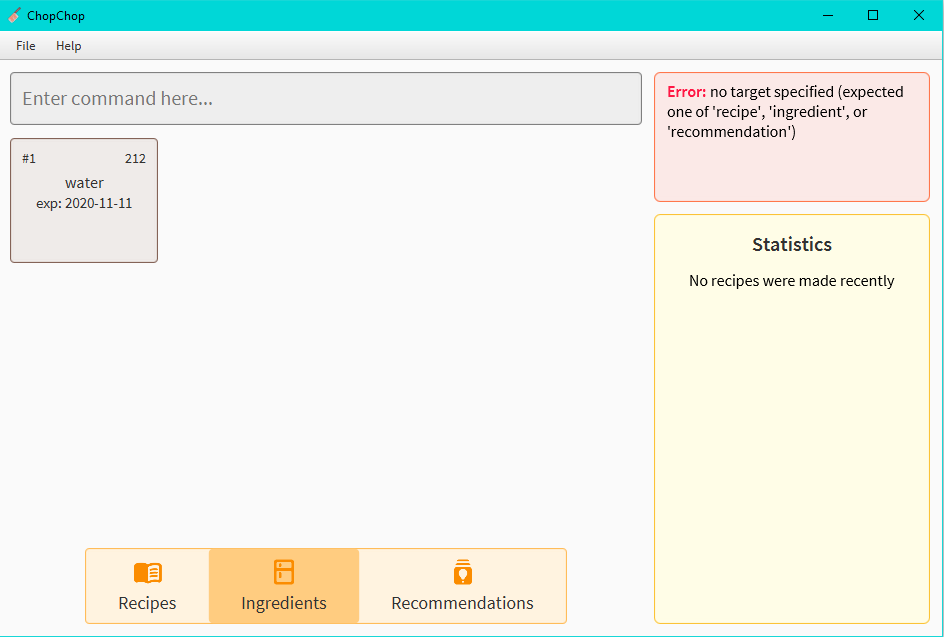 ChopChop
File Help
Enter command here...
Error: no target specified (expected
one of 'recipe', 'ingredient', or
'recommendation')
#1 212
water
exp: 2020-11-11
Statistics
No recipes were made recently
Recipes Ingredients Recommendations